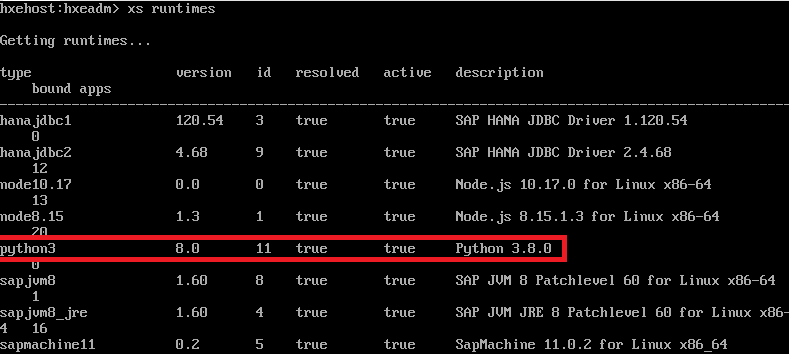 hxehost:hxeadm> xs runtimes
Getting runtimes...
type version id resolved active description
bound apps
hanajdbc1 120.54 3 true true SAP HANA JDBC Driver 1.120.54
0
hanajdbc2 4.68 9 true true SAP HANA JDBC Driver 2.4.68
12
node10.17 0.0 0 true true Node.js 10.17.0 for Linux x86-64
13
node8.15 1.3 1 true true Node.js 8.15.1.3 for Linux x86-64
20
python3 8.0 11 true true Python 3.8.0
0
sapjvm8 1.60 8 true true SAP JVM 8 Patchlevel 60 for Linux x86-64
1
sapjvm8_jre 1.60 4 true true SAP JVM JRE 8 Patchlevel 60 for Linux x86-
4 16
sapmachine11 0.2 5 true true SapMachine 11.0.2 for Linux x86_64